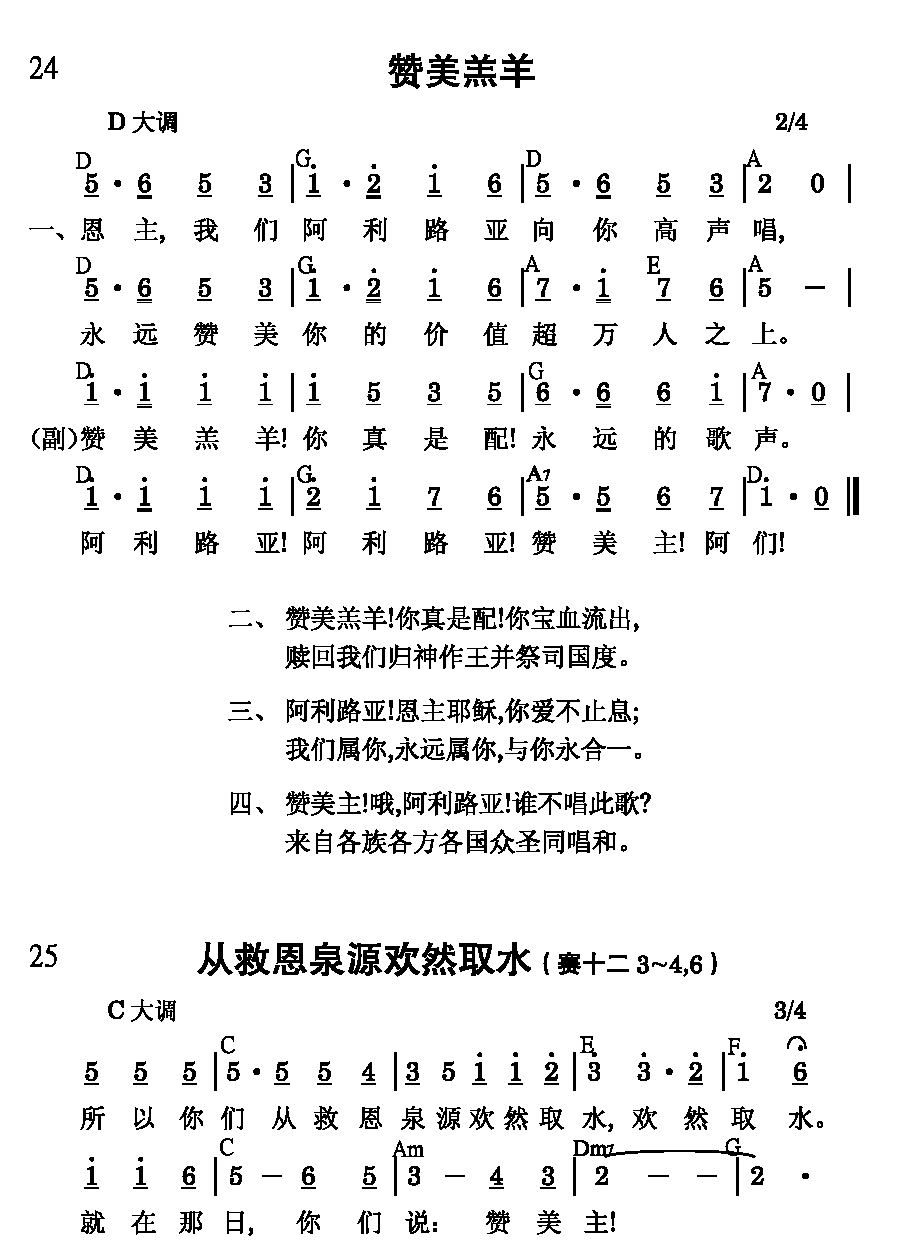 24 赞美羔羊
D 大调 2/4
D G D A
5 · 6 5 3 | 1 · 2 1 6 | 5 · 6 5 3 | 2 0 |
一、恩 主, 我 们 阿 利 路 亚 向 你 高 声 唱,
D G A E A
5 · 6 5 3 | 1 · 2 1 6 | 7 · 1 7 6 | 5 – |
永 远 赞 美 你 的 价 值 超 万 人 之 上。
D G A
1 · 1 1 1 | 1 5 3 5 | 6 · 6 6 1 | 7 · 0 |
(副)赞 美 羔 羊! 你 真 是 配! 永 远 的 歌 声。
D G A7 D
1 · 1 1 1 | 2 1 7 6 | 5 · 5 6 7 | 1 · 0 ‖
阿 利 路 亚! 阿 利 路 亚! 赞 美 主! 阿 们!
二、 赞美羔羊!你真是配!你宝血流出,
赎回我们归神作王并祭司国度。
三、 阿利路亚!恩主耶稣,你爱不止息;
我们属你,永远属你,与你永合一。
四、 赞美主!哦,阿利路亚!谁不唱此歌?
来自各族各方各国众圣同唱和。
25 从救恩泉源欢然取水 ( 赛十二 3~4,6 )
C 大调 3/4
C E F
5 5 5 | 5 · 5 5 4 | 3 5 1 1 2 | 3 3 · 2 | 1 6
所 以 你 们 从 救 恩 泉 源 欢 然 取 水, 欢 然 取 水。
C Am Dm7 G
1 1 6 | 5 – 6 5 | 3 – 4 3 | 2 – – | 2 ·
就 在 那 日, 你 们 说: 赞 美 主!